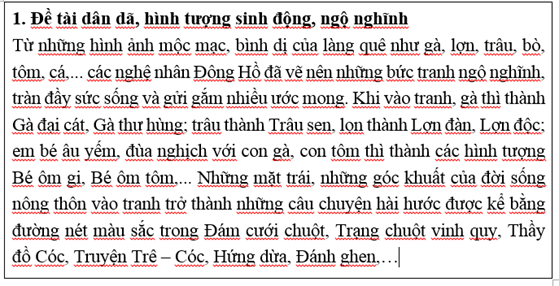 1. Đề tài dân dã, hình tượng sinh động, ngộ nghĩnh
Từ những hình ảnh mộc mạc, bình dị của làng quê như gà, lợn, trâu, bò,
tôm, cá,... các nghệ nhân Đông Hồ đã vẽ nên những bức tranh ngộ nghĩnh,
tràn đầy sức sống và gửi gắm nhiều ước mong. Khi vào tranh, gà thì thành
Gà đại cát, Gà thư hùng; trâu thành Trâu sen, lợn thành Lợn đàn, Lợn độc;
em bé âu yếm, đùa nghịch với con gà, con tôm thì thành các hình tượng
Bé ôm gị, Bé ôm tôm,... Những mặt trái, những góc khuất của đời sống
nông thôn vào tranh trở thành những câu chuyện hài hước được kể bằng
đường nét màu sắc trong Đám cưới chuột, Trạng chuột vinh quy, Thầy
đồ Cóc, Truyện Trê – Cóc, Hứng dừa, Đánh ghen,...